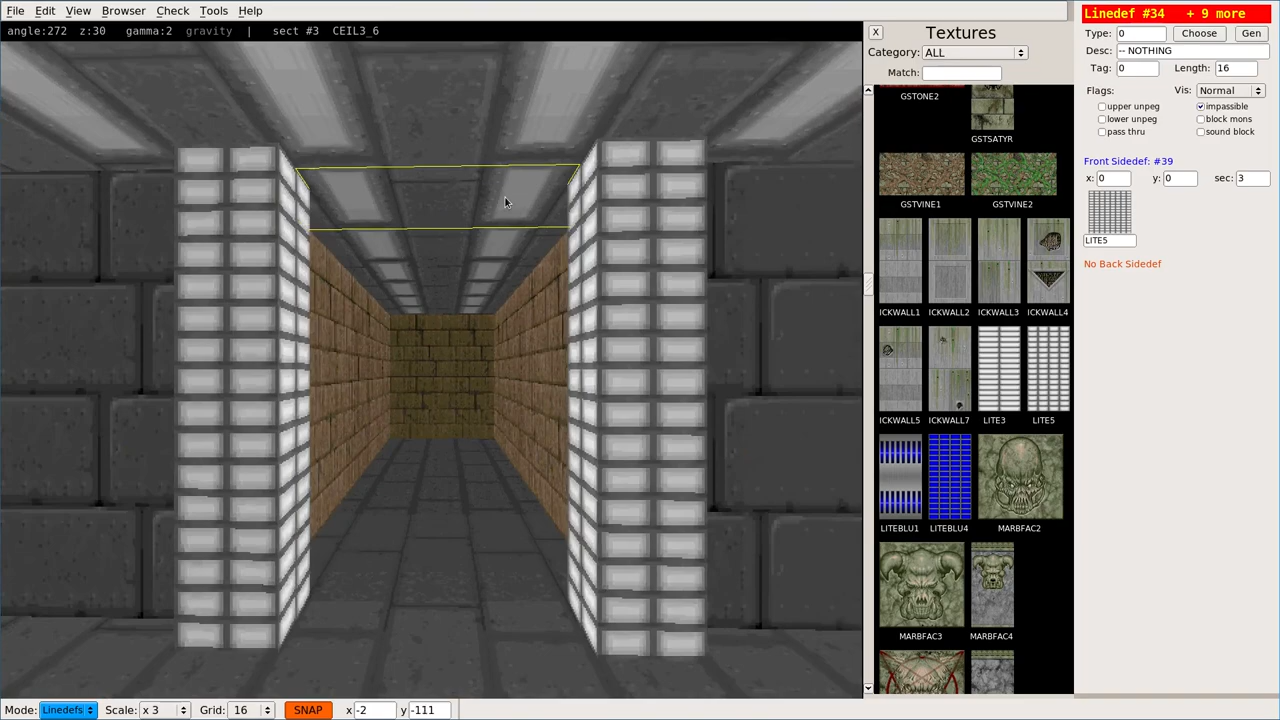 File Edit View Browser Check Tools Help
angle:272 z:30 gamma:2 gravity | sect #3 CEIL3_6
X Textures
Category: ALL
Match:
GSTONE2
GSTSATYR
GSTVINE1 GSTVINE2
ICKWALL1 ICKWALL2 ICKWALL3 ICKWALL4
ICKWALL5 ICKWALL7 LITE3 LITE5
LITEBLU1 LITEBLU4 MARBFAC2
MARBFAC3 MARBFAC4
Linedef #34 + 9 more
Type: 0 Choose Gen
Desc: -- NOTHING
Tag: 0 Length: 16
Flags: Vis: Normal
upper unpeg impassible
lower unpeg block mons
pass thru sound block
Front Sidedef: #39
x: 0 y: 0 sec: 3
LITE5
No Back Sidedef
Mode: Linedefs Scale: x 3 Grid: 16 SNAP x -2 y -111